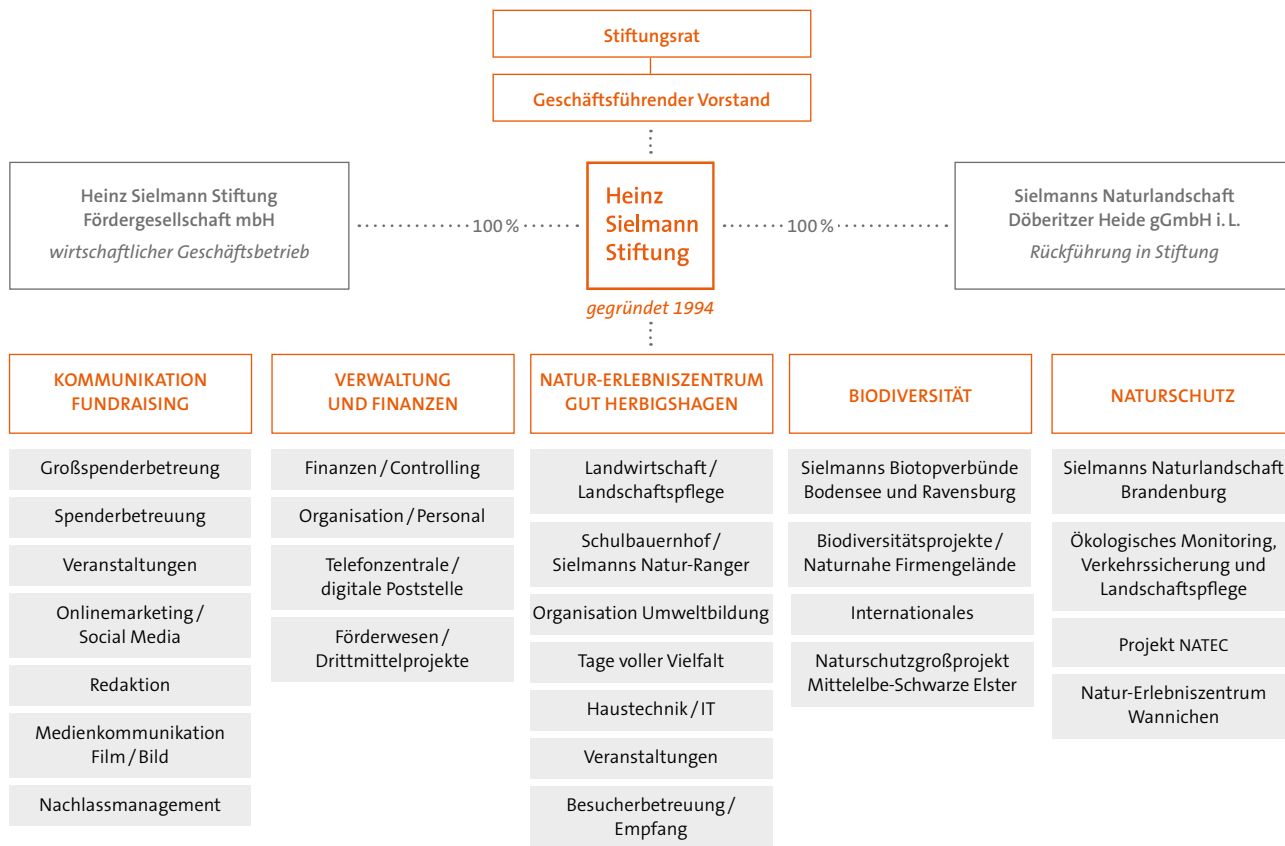 Stiftungsrat
Geschäftsführender Vorstand
Heinz Sielmann Stiftung
Fördergesellschaft mbH
wirtschaftlicher Geschäftsbetrieb
100 %
Heinz
Sielmann
Stiftung
gegründet 1994
100 %
Sielmanns Naturlandschaft
Döberitzer Heide gGmbH i. L.
Rückführung in Stiftung
KOMMUNIKATION
FUNDRAISING
Großspenderbetreung
Spenderbetreuung
Veranstaltungen
Onlinemarketing /
Social Media
Redaktion
Medienkommunikation
Film / Bild
Nachlassmanagement
VERWALTUNG
UND FINANZEN
Finanzen / Controlling
Organisation / Personal
Telefonzentrale /
digitale Poststelle
Förderwesen /
Drittmittelprojekte
NATUR-ERLEBNISZENTRUM
GUT HERBIGSHAGEN
Landwirtschaft /
Landschaftspflege
Schulbauernhof /
Sielmanns Natur-Ranger
Organisation Umweltbildung
Tage voller Vielfalt
Haustechnik / IT
Veranstaltungen
Besucherbetreuung /
Empfang
BIODIVERSITÄT
Sielmanns Biotopverbünde
Bodensee und Ravensburg
Biodiversitätsprojekte /
Naturnahe Firmengelände
Internationales
Naturschutzgroßprojekt
Mittelelbe-Schwarze Elster
NATURSCHUTZ
Sielmanns Naturlandschaft
Brandenburg
Ökologisches Monitoring,
Verkehrssicherung und
Landschaftspflege
Projekt NATEC
Natur-Erlebniszentrum
Wannichen